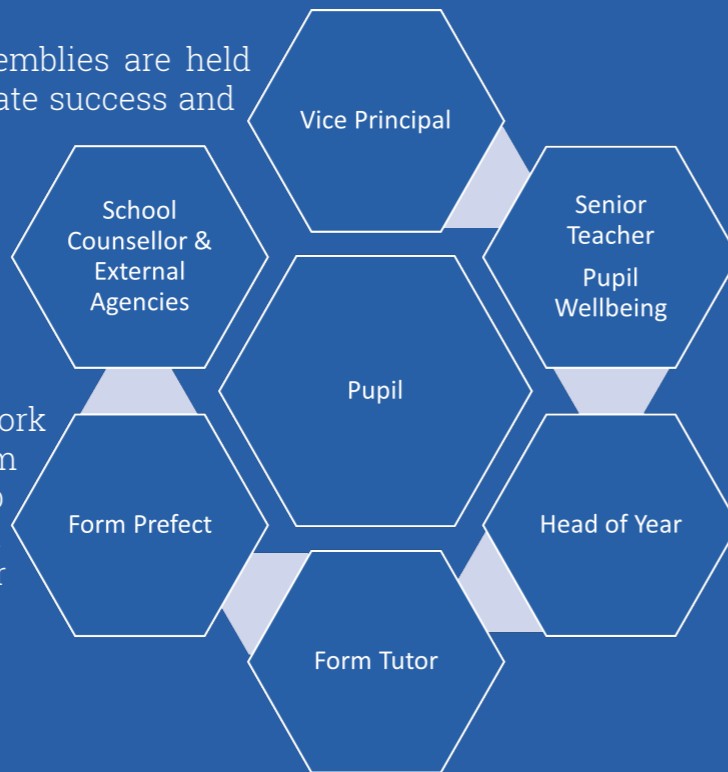 emblies are held
ate success and
Vice Principal
School
Counsellor &
External
Agencies
Senior
Teacher
Pupil
Wellbeing
Pupil
ork
Form Prefect
r
Head of Year
Form Tutor